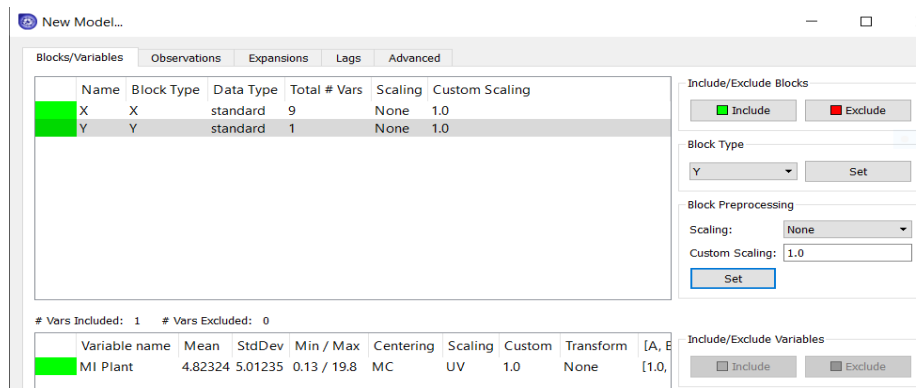 New Model...
Blocks/Variables Observations Expansions Lags Advanced
Name Block Type Data Type Total # Vars Scaling Custom Scaling
X X standard 9 None 1.0
Y Y standard 1 None 1.0
Include/Exclude Blocks
Include Exclude
Block Type
Y Set
Block Preprocessing
Scaling: None
Custom Scaling: 1.0
Set
# Vars Included: 1 # Vars Excluded: 0
Variable name Mean StdDev Min / Max Centering Scaling Custom Transform [A,
MI Plant 4.82324 5.01235 0.13 / 19.8 MC UV 1.0 None [1.0,
Include/Exclude Variables
Include Exclude